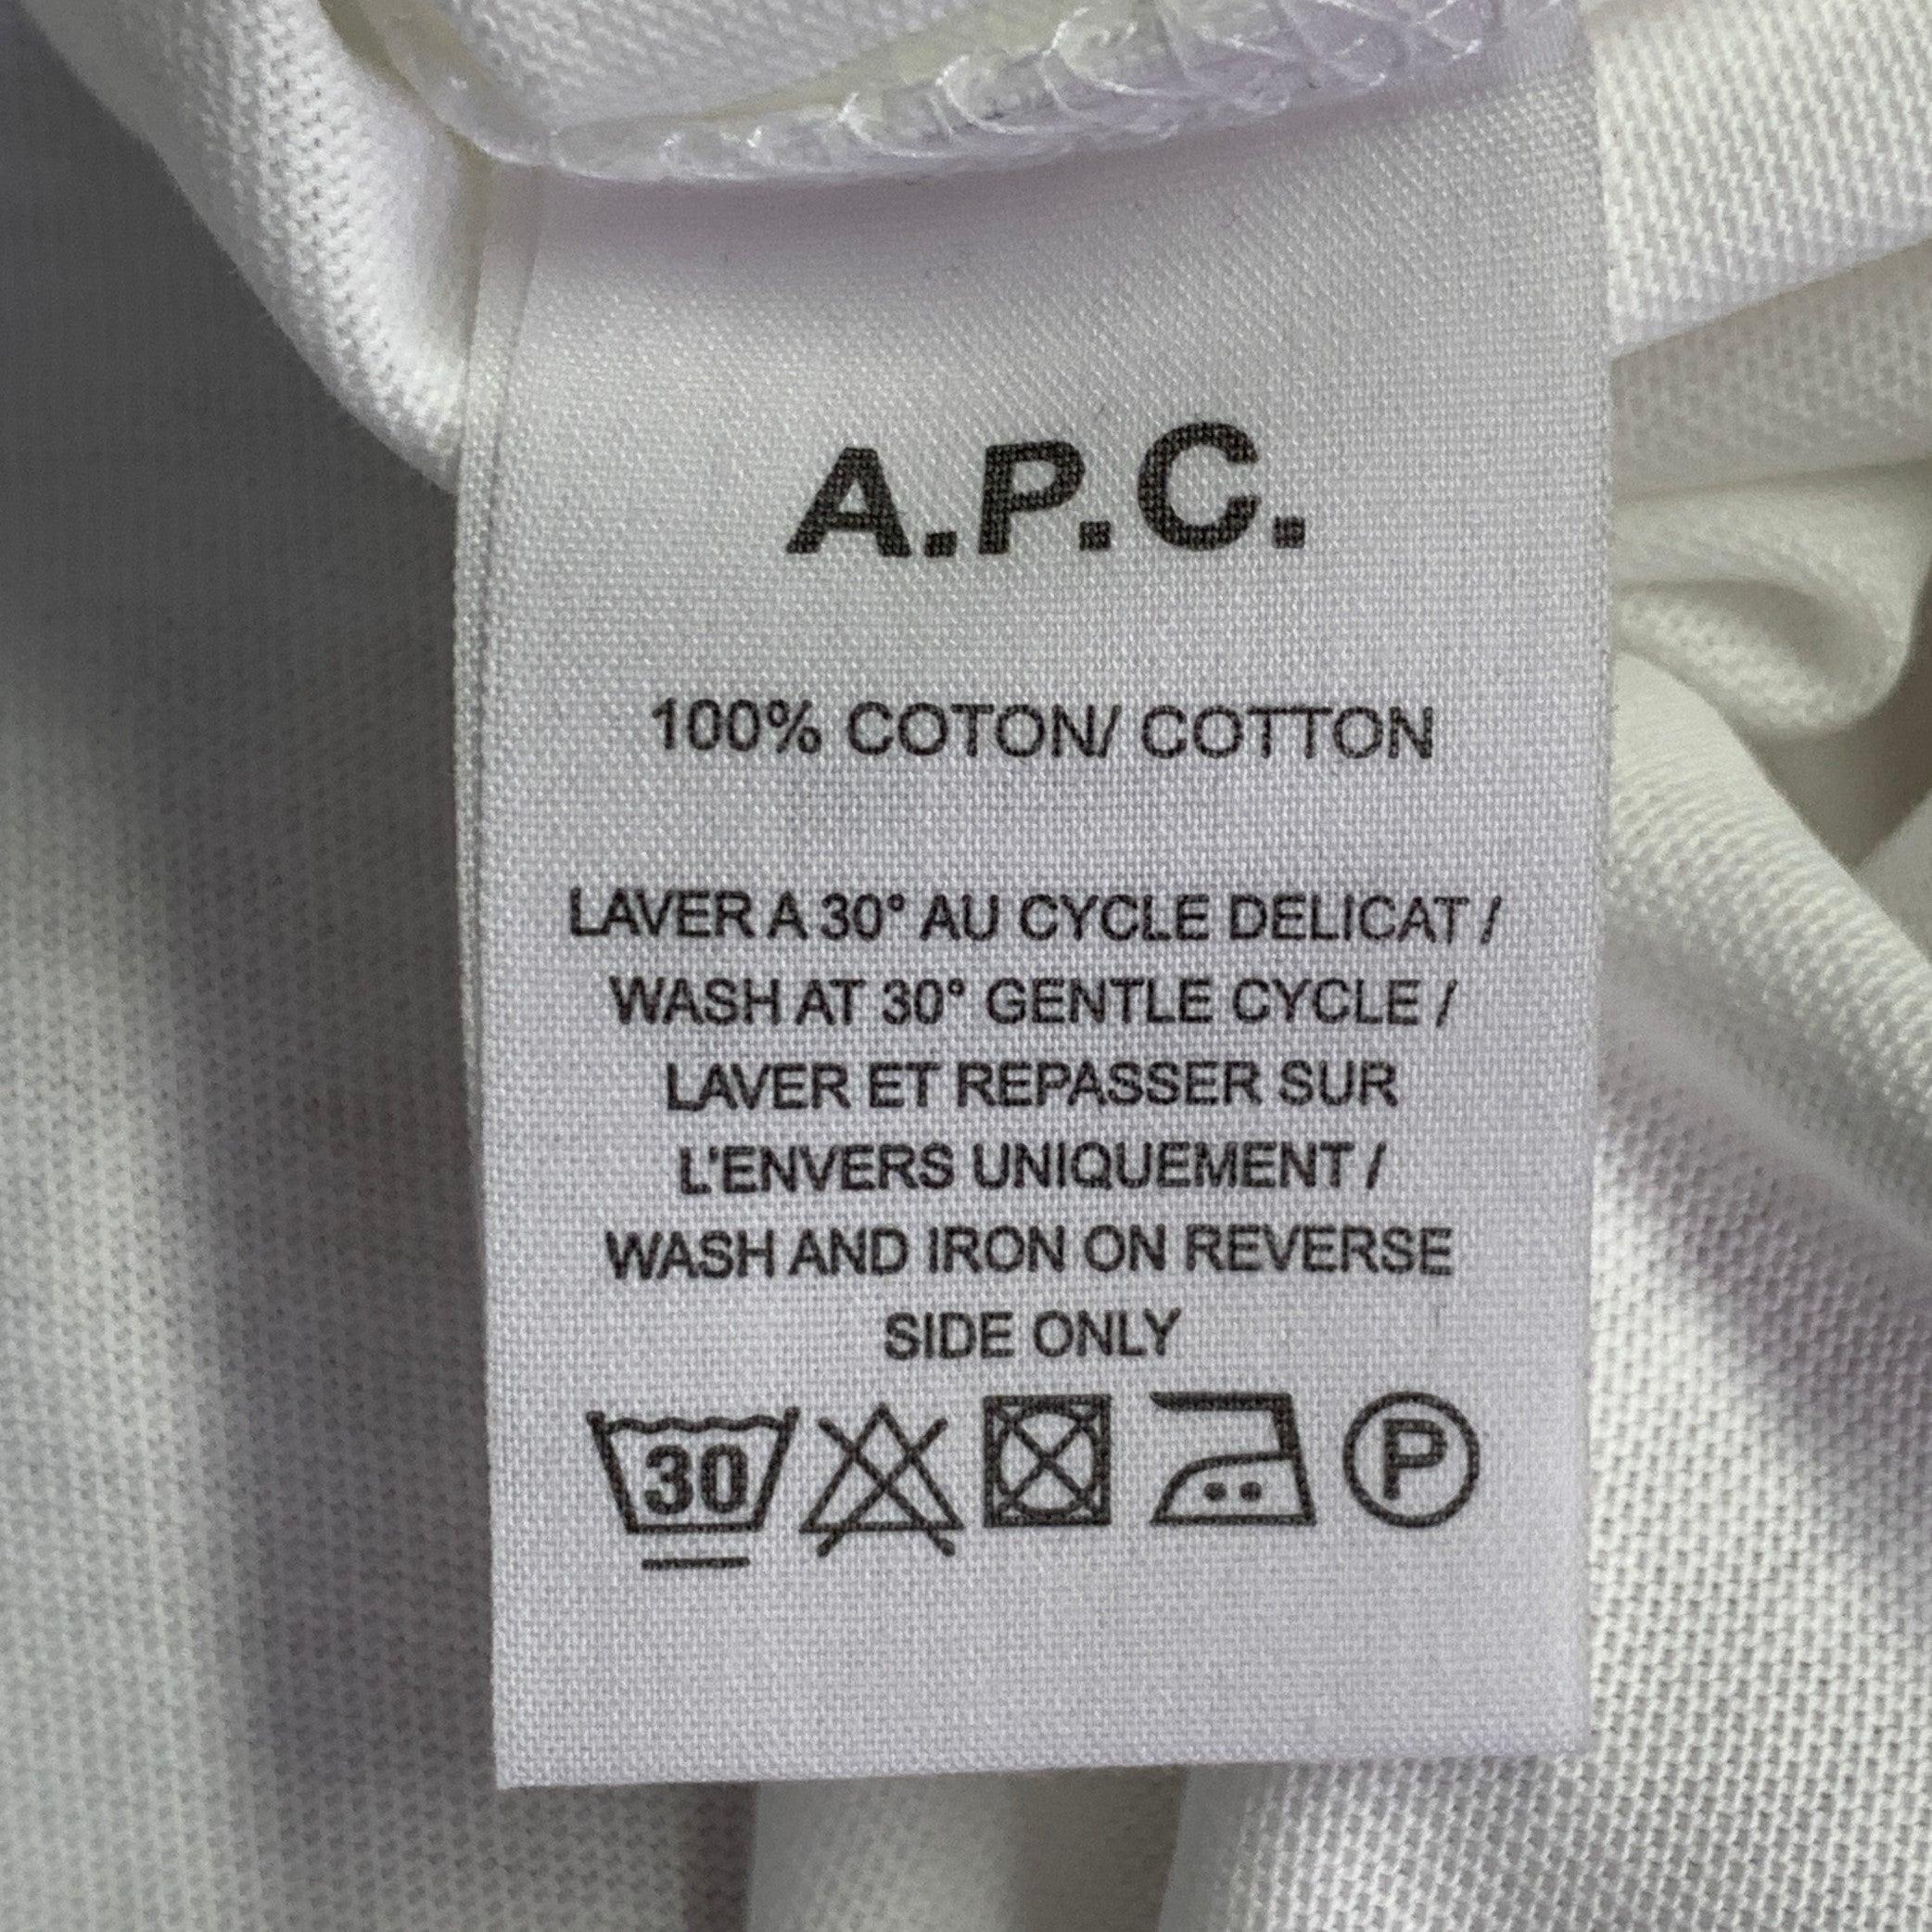 A.P.C.
100% COTON/ COTTON
LAVER A 30° AU CYCLE DELICAT /
WASH AT 30° GENTLE CYCLE /
LAVER ET REPASSER SUR
L'ENVERS UNIQUEMENT /
WASH AND IRON ON REVERSE
SIDE ONLY
30 P